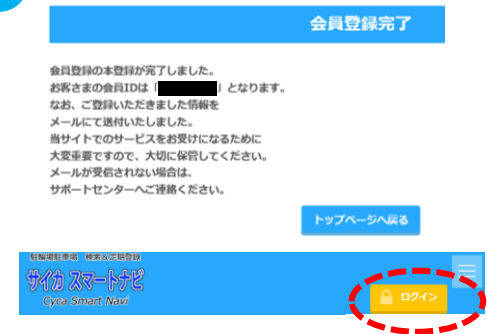 会員登録完了
会員登録の本登録が完了しました。
お客さまの会員IDは「 」となります。
なお、ご登録いただきました情報を
メールにて送付いたしました。
当サイトでのサービスをお受けになるために
大変重要ですので、大切に保管してください。
メールが受信されない場合は、
サポートセンターへご連絡ください。
トップページへ戻る
駐輪場駐車場 検索&定期登録
サイカ スマートナビ
Cyca Smart Navi
ログイン